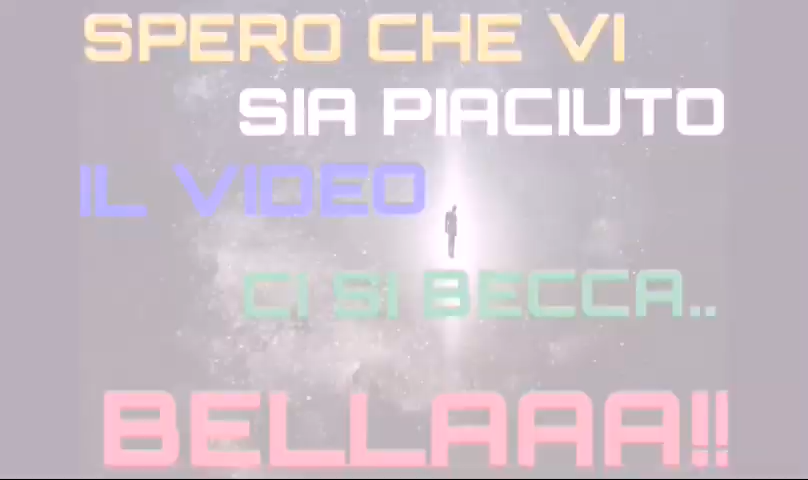 SPERO CHE VI
SIA PIACIUTO
IL VIDEO
CI SI BECCA..
BELLAAA!!